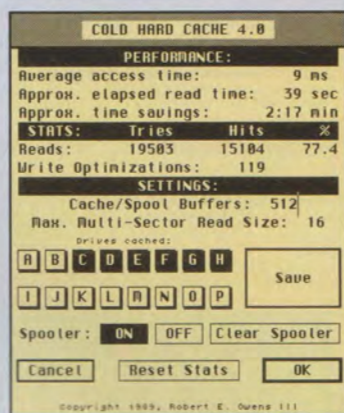 COLD HARD CACHE 4.0
PERFORMANCE:
Average access time: 9 ms
Approx. elapsed read time: 39 sec
Approx. time savings: 2:17 min
STATS: Tries Hits %
Reads: 19503 15104 77.4
Write Optimizations: 119
SETTINGS:
Cache/Spool Buffers: 512
Max. Multi-Sector Read Size: 16
Drives cached:
A B C D E F G H
I J K L M N O P
Save
Spooler: ON OFF Clear Spooler
Cancel Reset Stats OK
Copyright 1989, Robert E. Owens III